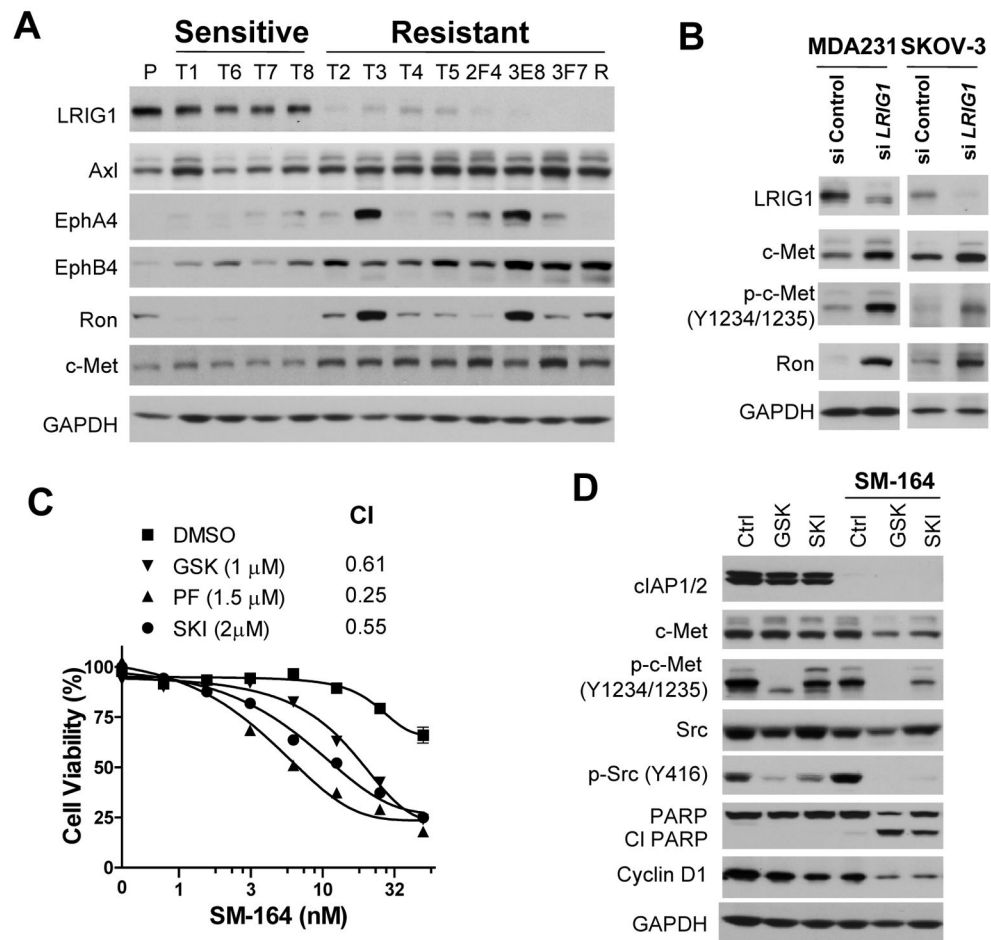 A
Sensitive Resistant
P T1 T6 T7 T8 T2 T3 T4 T5 2F4 3E8 3F7 R
LRIG1
Axl
EphA4
EphB4
Ron
c-Met
GAPDH
B
MDA231 SKOV-3
si Control si LRIG1 si Control si LRIG1
LRIG1
c-Met
p-c-Met
(Y1234/1235)
Ron
GAPDH
C
CI
DMSO
GSK (1 μM) 0.61
PF (1.5 μM) 0.25
SKI (2μM) 0.55
Cell Viability (%)
100
75
50
25
0
0 1 3 10 32
SM-164 (nM)
D
SM-164
Ctrl GSK SKI Ctrl GSK SKI
cIAP1/2
c-Met
p-c-Met
(Y1234/1235)
Src
p-Src (Y416)
PARP
Cl PARP
Cyclin D1
GAPDH